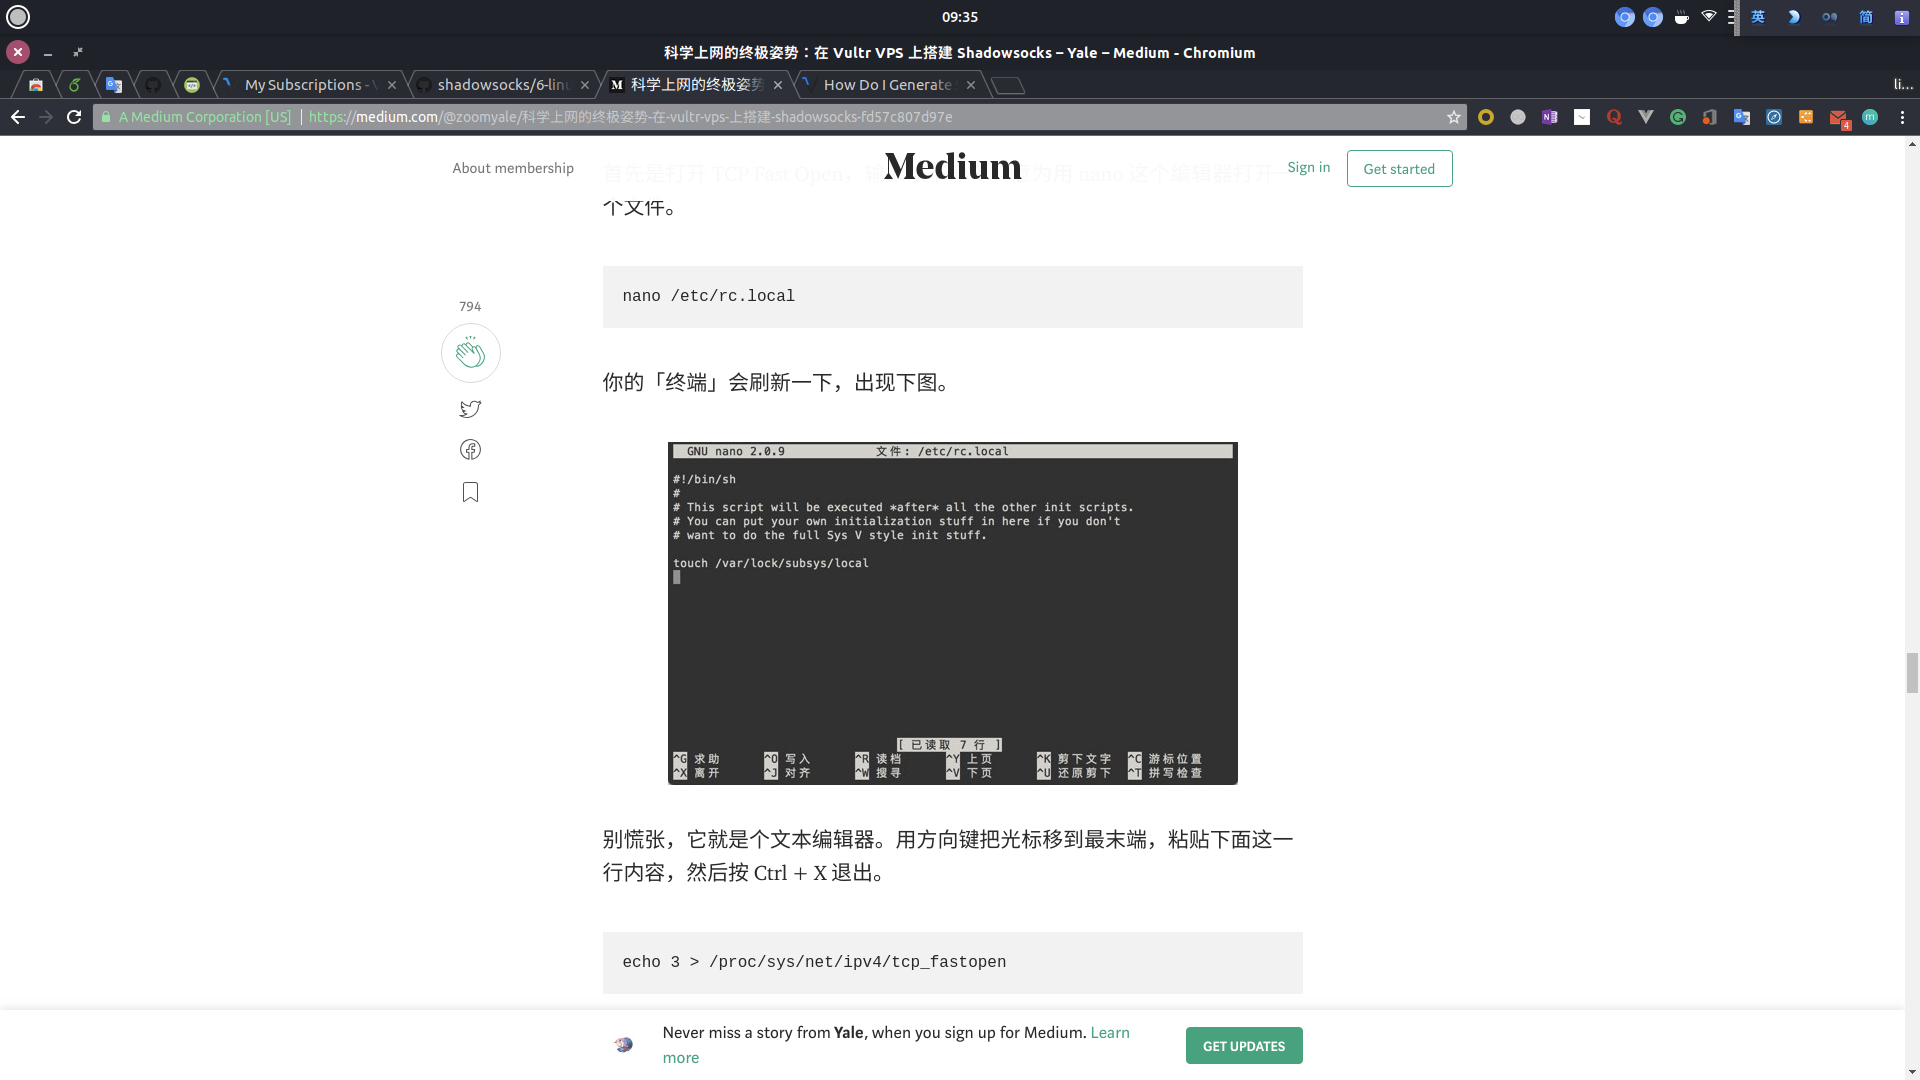 09:35
英
简
科学上网的终极姿势：在 Vultr VPS 上搭建 Shadowsocks – Yale – Medium - Chromium
My Subscriptions -
shadowsocks/6-linu
科学上网的终极姿势
How Do I Generate
li...
A Medium Corporation [US] https://medium.com/@zoomyale/科学上网的终极姿势-在-vultr-vps-上搭建-shadowsocks-fd57c807d97e
4
About membership
Medium
Sign in
Get started
首先是打开 TCP Fast Open，输 为用 nano 这个编辑器打开一
个文件。
nano /etc/rc.local
794
你的「终端」会刷新一下，出现下图。
GNU nano 2.0.9 文件: /etc/rc.local
#!/bin/sh
#
# This script will be executed *after* all the other init scripts.
# You can put your own initialization stuff in here if you don't
# want to do the full Sys V style init stuff.
touch /var/lock/subsys/local
[ 已读取 7 行 ]
^G 求助 ^O 写入 ^R 读档 ^Y 上页 ^K 剪下文字 ^C 游标位置
^X 离开 ^J 对齐 ^W 搜寻 ^V 下页 ^U 还原剪下 ^T 拼写检查
别慌张，它就是个文本编辑器。用方向键把光标移到最末端，粘贴下面这一
行内容，然后按 Ctrl + X 退出。
echo 3 > /proc/sys/net/ipv4/tcp_fastopen
Never miss a story from Yale, when you sign up for Medium. Learn
more
GET UPDATES